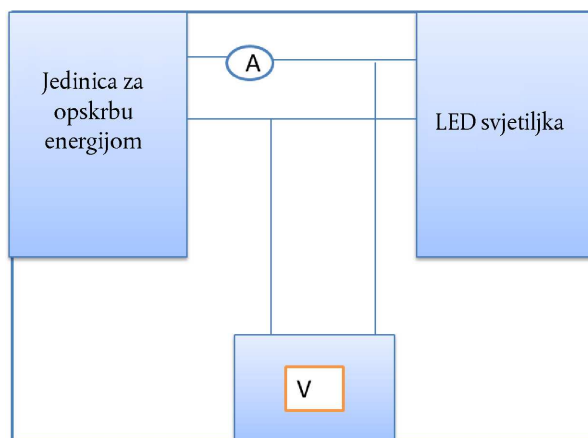 Jedinica za
opskrbu
energijom
A
LED svjetiljka
V